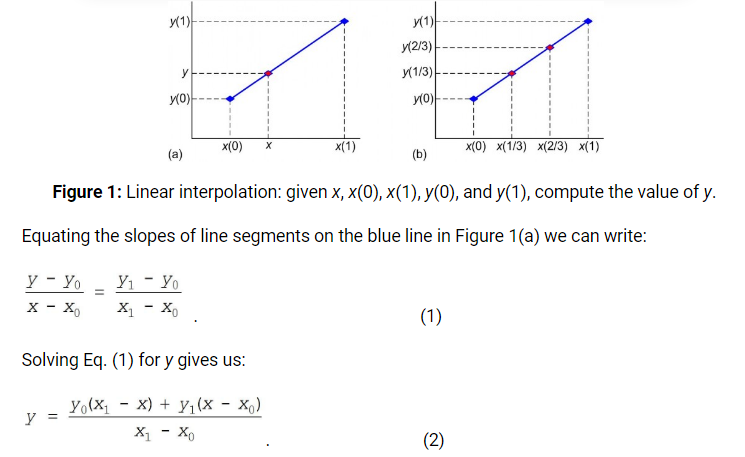 y(1)
y
y(0)
x(0) x x(1)
(a)
y(1)
y(2/3)
y(1/3)
y(0)
x(0) x(1/3) x(2/3) x(1)
(b)
Figure 1: Linear interpolation: given x, x(0), x(1), y(0), and y(1), compute the value of y.
Equating the slopes of line segments on the blue line in Figure 1(a) we can write:
y - y₀ / x - x₀ = y₁ - y₀ / x₁ - x₀ . (1)
Solving Eq. (1) for y gives us:
y = y₀(x₁ - x) + y₁(x - x₀) / x₁ - x₀ . (2)